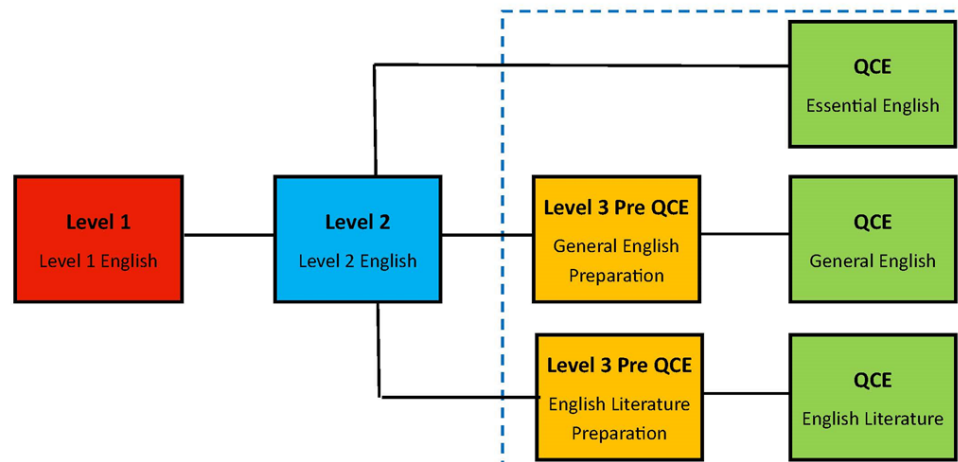 QCE
Essential English
Level 1
Level 1 English
Level 2
Level 2 English
Level 3 Pre QCE
General English
Preparation
QCE
General English
Level 3 Pre QCE
English Literature
Preparation
QCE
English Literature